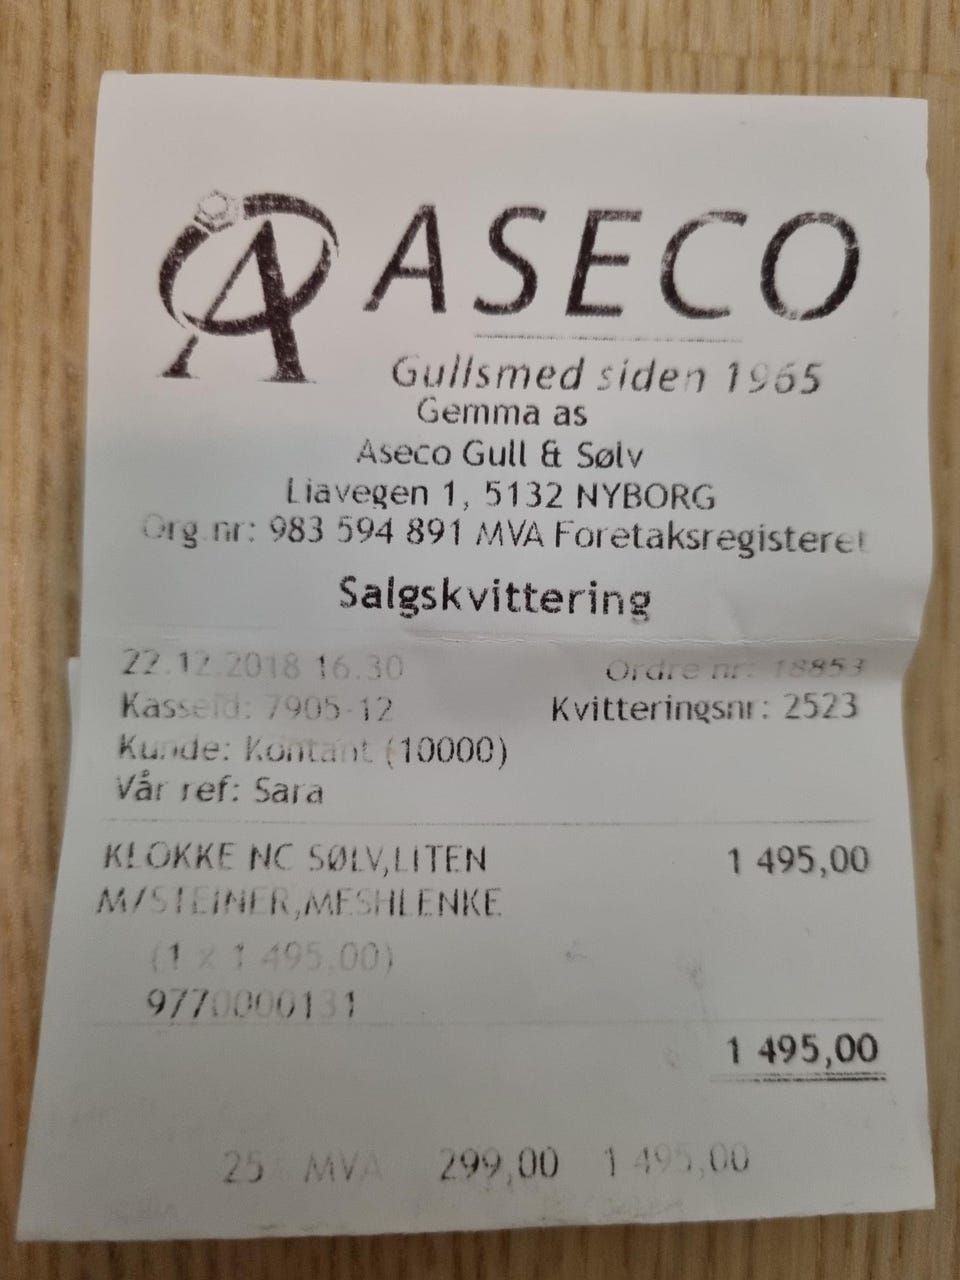 ASECO
Gullsmed siden 1965
Gemma as
Aseco Gull & Sølv
Liavegen 1, 5132 NYBORG
Org nr: 983 594 891 MVA Foretaksregisteret
Salgskvittering
22.12.2018 16.30 Ordre nr: 18853
Kasseid: 7905-12 Kvitteringsnr: 2523
Kunde: Kontant (10000)
Vår ref: Sara
KLOKKE NC SØLV,LITEN 1 495,00
M/STEINER,MESHLENKE
(1 x 1 495,00)
9770000131
1 495,00
25% MVA 299,00 1 495,00